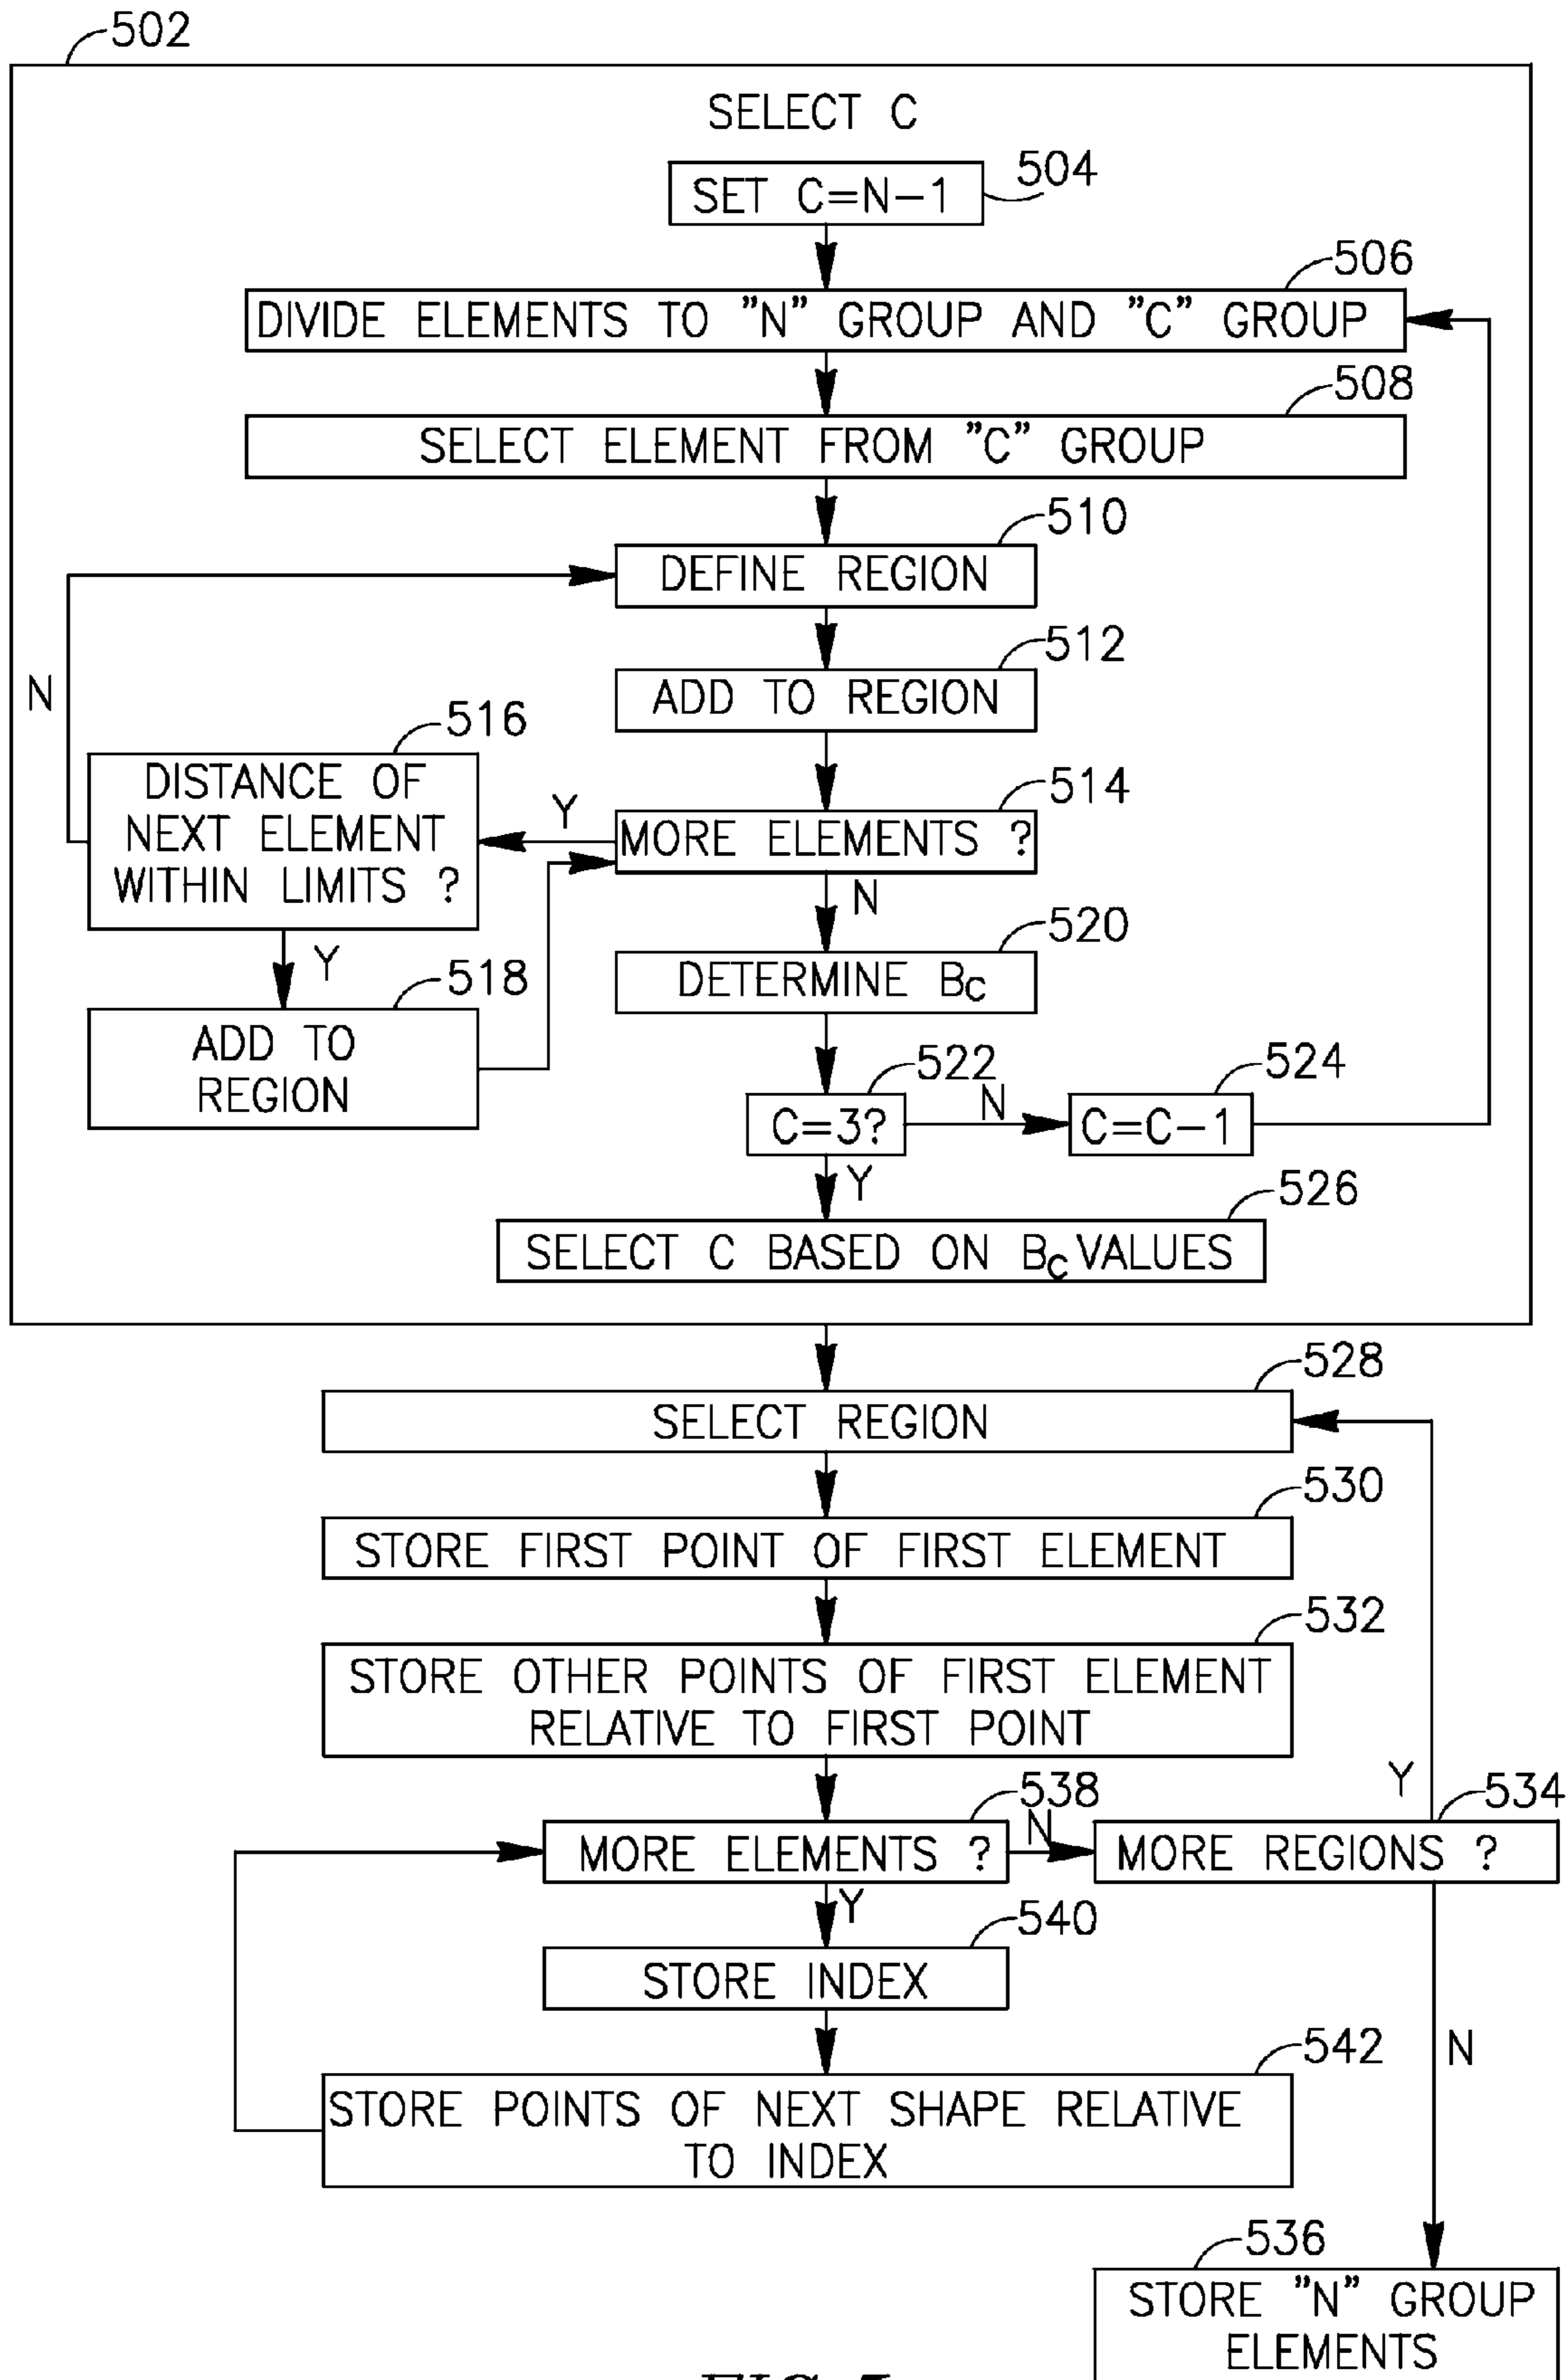 502
SELECT C
504
SET C=N-1
506
DIVIDE ELEMENTS TO "N" GROUP AND "C" GROUP
508
SELECT ELEMENT FROM "C" GROUP
510
DEFINE REGION
512
ADD TO REGION
N
516
DISTANCE OF
NEXT ELEMENT
WITHIN LIMITS ?
Y
514
MORE ELEMENTS ?
N
520
DETERMINE BC
Y
518
ADD TO
REGION
522
C=3?
N
524
C=C-1
Y
526
SELECT C BASED ON BC VALUES
528
SELECT REGION
530
STORE FIRST POINT OF FIRST ELEMENT
532
STORE OTHER POINTS OF FIRST ELEMENT
RELATIVE TO FIRST POINT
538
MORE ELEMENTS ?
N
Y
534
MORE REGIONS ?
Y
540
STORE INDEX
N
542
STORE POINTS OF NEXT SHAPE RELATIVE
TO INDEX
536
STORE "N" GROUP
ELEMENTS